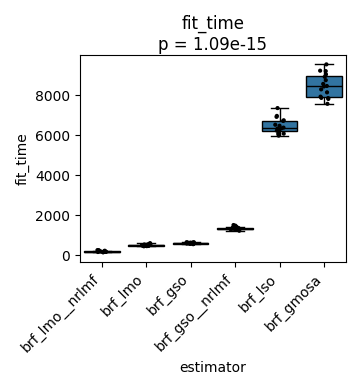 fit_time
p = 1.09e-15
fit_time
8000
6000
4000
2000
0
brf_lmo__nrlmf
brf_lmo
brf_gso
brf_gso__nrlmf
brf_lso
brf_gmosa
estimator